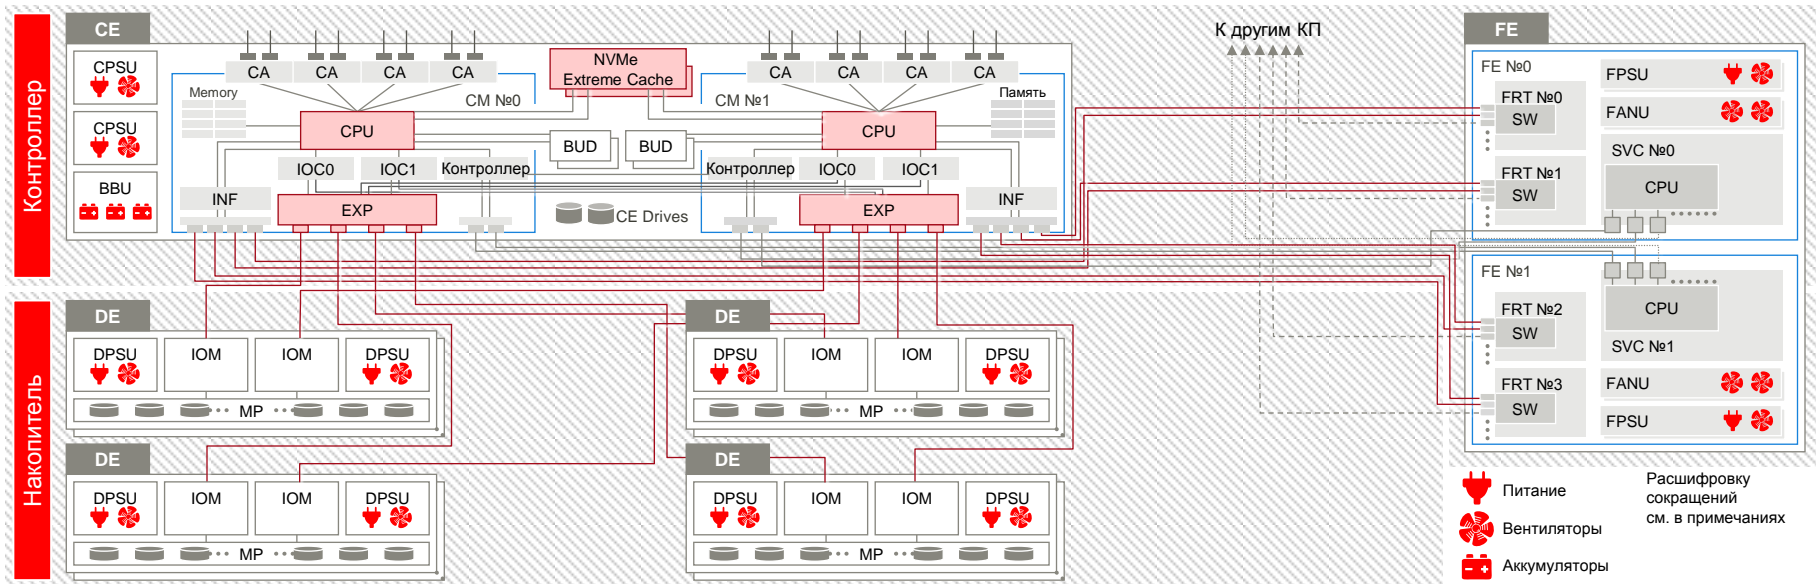 Контроллер
CE
CPSU
CPSU
BBU
CA
CA
CA
CA
NVMe
Extreme Cache
CA
CA
CA
CA
Memory
CM №0
CPU
BUD
BUD
CM №1
Память
CPU
IOC0
IOC1
Контроллер
Контроллер
IOC0
IOC1
INF
EXP
CE Drives
EXP
INF
К другим КП
FE
FE №0
FRT №0
SW
FRT №1
SW
FPSU
FANU
SVC №0
CPU
FE №1
FRT №2
SW
FRT №3
SW
CPU
SVC №1
FANU
FPSU
Накопитель
DE
DPSU
IOM
IOM
DPSU
MP
DE
DPSU
IOM
IOM
DPSU
MP
DE
DPSU
IOM
IOM
DPSU
MP
DE
DPSU
IOM
IOM
DPSU
MP
Питание
Вентиляторы
Аккумуляторы
Расшифровку
сокращений
см. в примечаниях